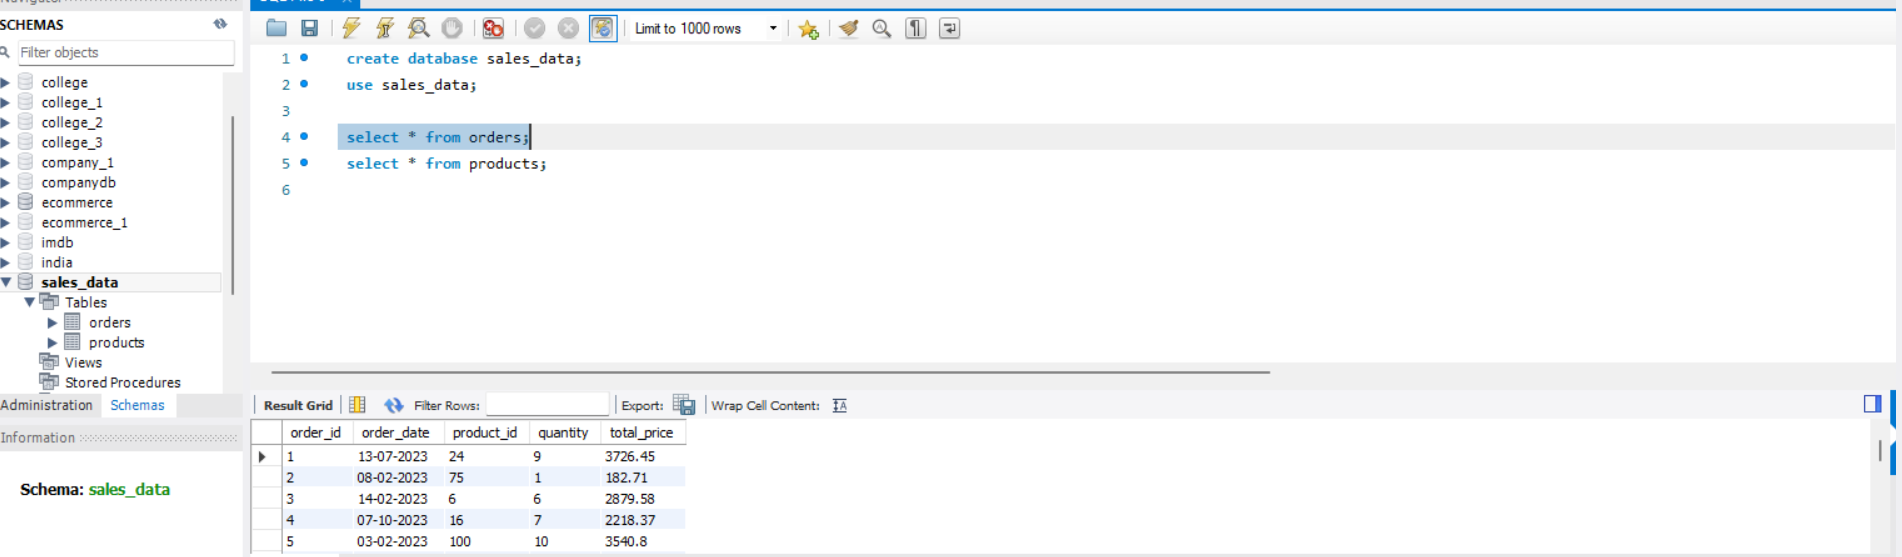 SCHEMAS
Filter objects
college
college_1
college_2
college_3
company_1
companydb
ecommerce
ecommerce_1
imdb
india
sales_data
Tables
orders
products
Views
Stored Procedures
Administration Schemas
Information
Schema: sales_data
Limit to 1000 rows
1 create database sales_data;
2 use sales_data;
3
4 select * from orders;
5 select * from products;
6
Result Grid Filter Rows: Export: Wrap Cell Content: IA
order_id order_date product_id quantity total_price
1 13-07-2023 24 9 3726.45
2 08-02-2023 75 1 182.71
3 14-02-2023 6 6 2879.58
4 07-10-2023 16 7 2218.37
5 03-02-2023 100 10 3540.8